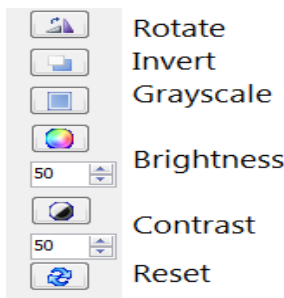 Rotate
Invert
Grayscale
Brightness
50
Contrast
50
Reset